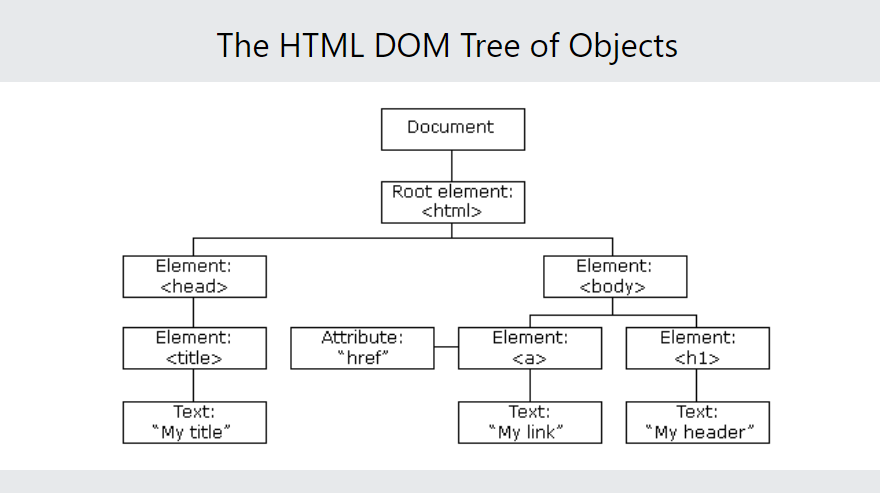 The HTML DOM Tree of Objects
Document
Root element:
<html>
Element:
<head>
Element:
<body>
Element:
<title>
Attribute:
“href”
Element:
<a>
Element:
<h1>
Text:
“My title”
Text:
“My link”
Text:
“My header”